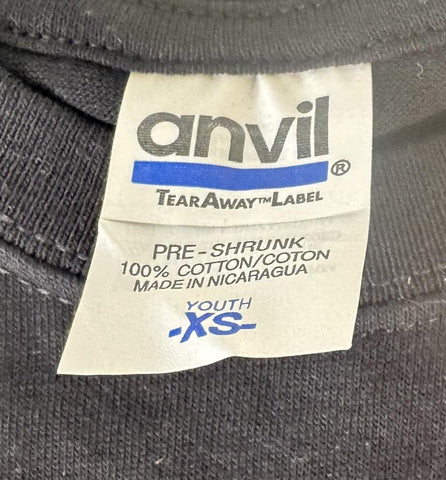 anvil®
TEARAWAY™LABEL
PRE-SHRUNK
100% COTTON/COTON
MADE IN NICARAGUA
YOUTH
-XS-